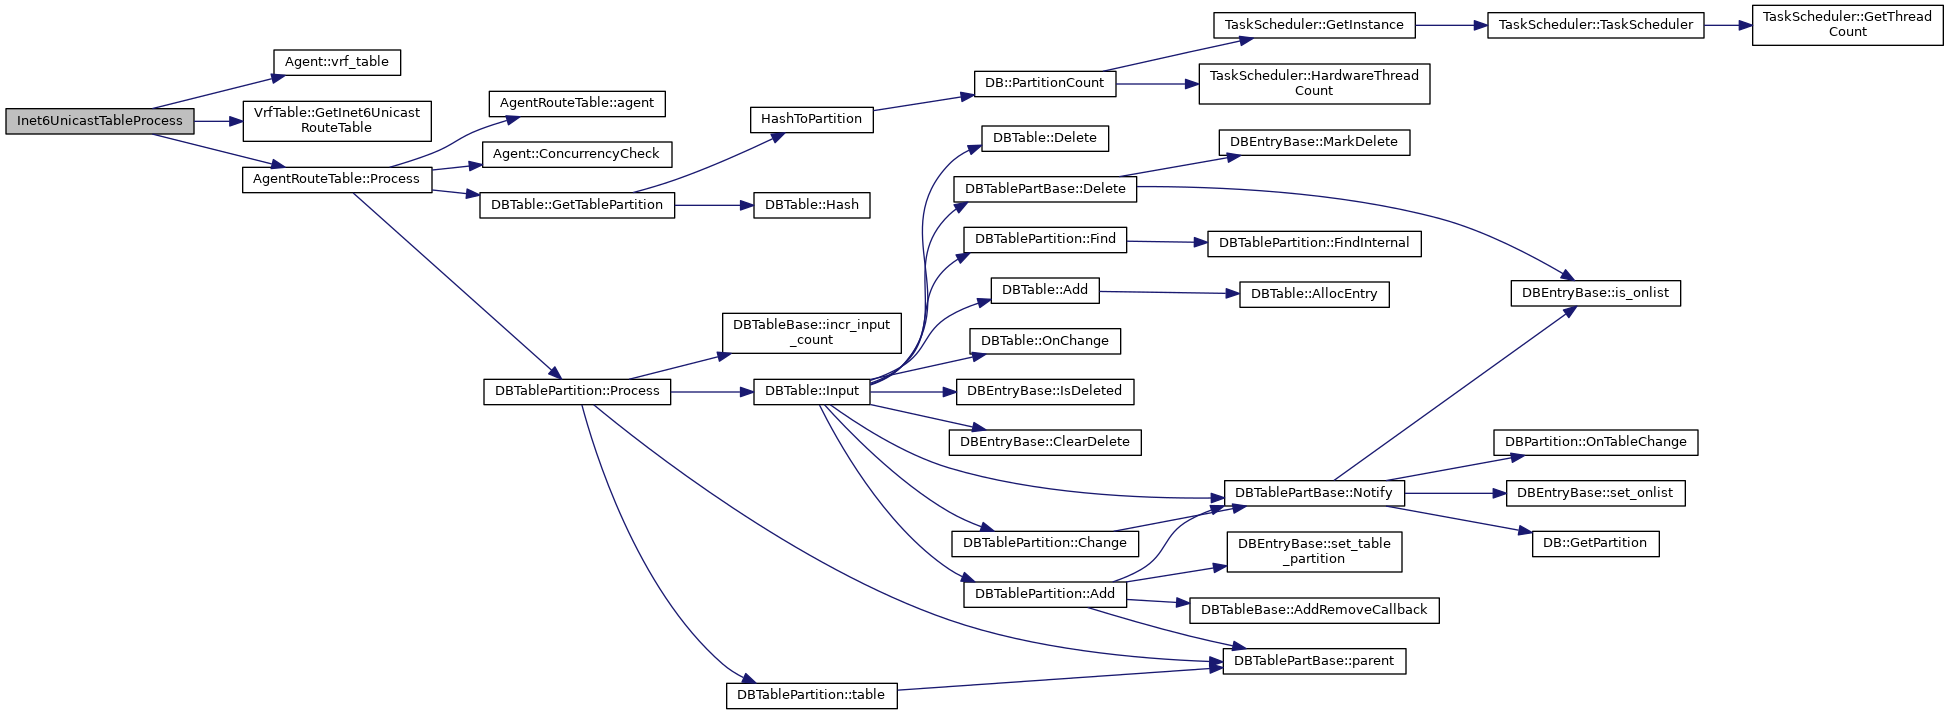 Inet6UnicastTableProcess
Agent::vrf_table
VrfTable::GetInet6Unicast
RouteTable
AgentRouteTable::Process
AgentRouteTable::agent
Agent::ConcurrencyCheck
DBTable::GetTablePartition
DBTablePartition::Process
HashToPartition
DBTable::Hash
DBTableBase::incr_input
_count
DBTable::Input
DBTablePartition::table
DB::PartitionCount
DBTable::Delete
DBTablePartBase::Delete
DBTablePartition::Find
DBTable::Add
DBTable::OnChange
DBEntryBase::IsDeleted
DBEntryBase::ClearDelete
DBTablePartition::Change
DBTablePartition::Add
TaskScheduler::GetInstance
TaskScheduler::HardwareThread
Count
DBEntryBase::MarkDelete
DBTablePartition::FindInternal
DBTable::AllocEntry
DBTablePartBase::Notify
DBEntryBase::set_table
_partition
DBTableBase::AddRemoveCallback
DBTablePartBase::parent
TaskScheduler::TaskScheduler
DBEntryBase::is_onlist
DBPartition::OnTableChange
DBEntryBase::set_onlist
DB::GetPartition
TaskScheduler::GetThread
Count